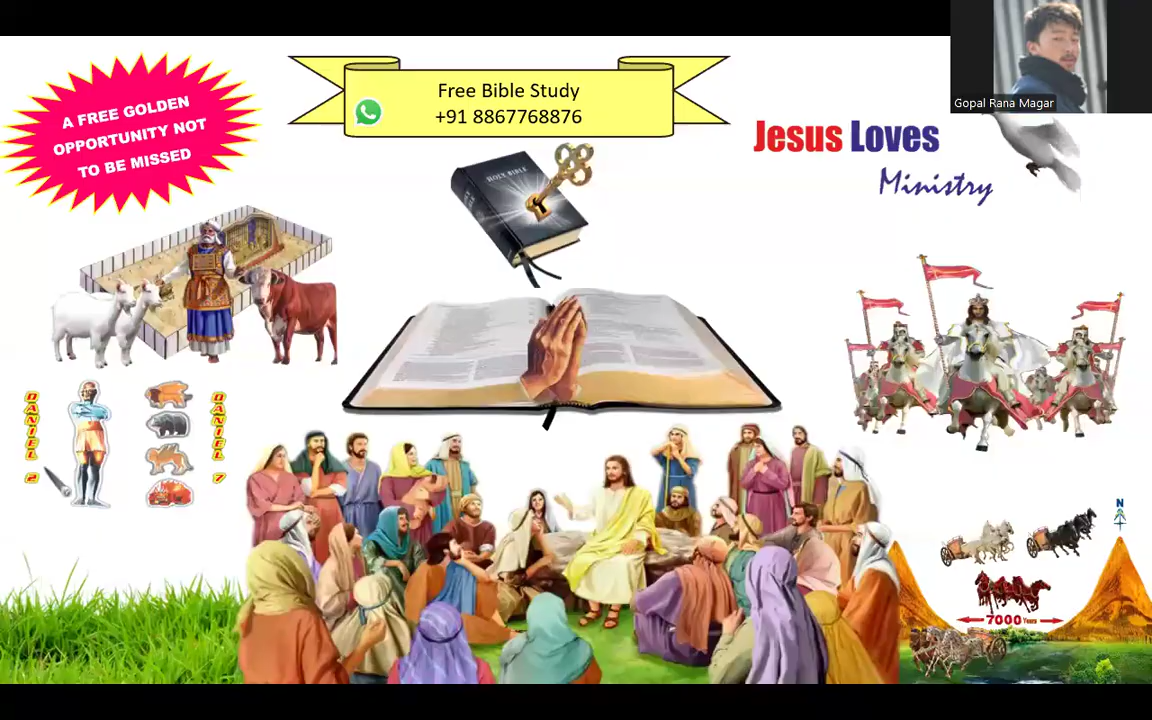 A FREE GOLDEN
OPPORTUNITY NOT
TO BE MISSED
Free Bible Study
+91 8867768876
Gopal Rana Magar
Jesus Loves
Ministry
HOLY BIBLE
DANIEL 2
DANIEL 7
N
7000 Years